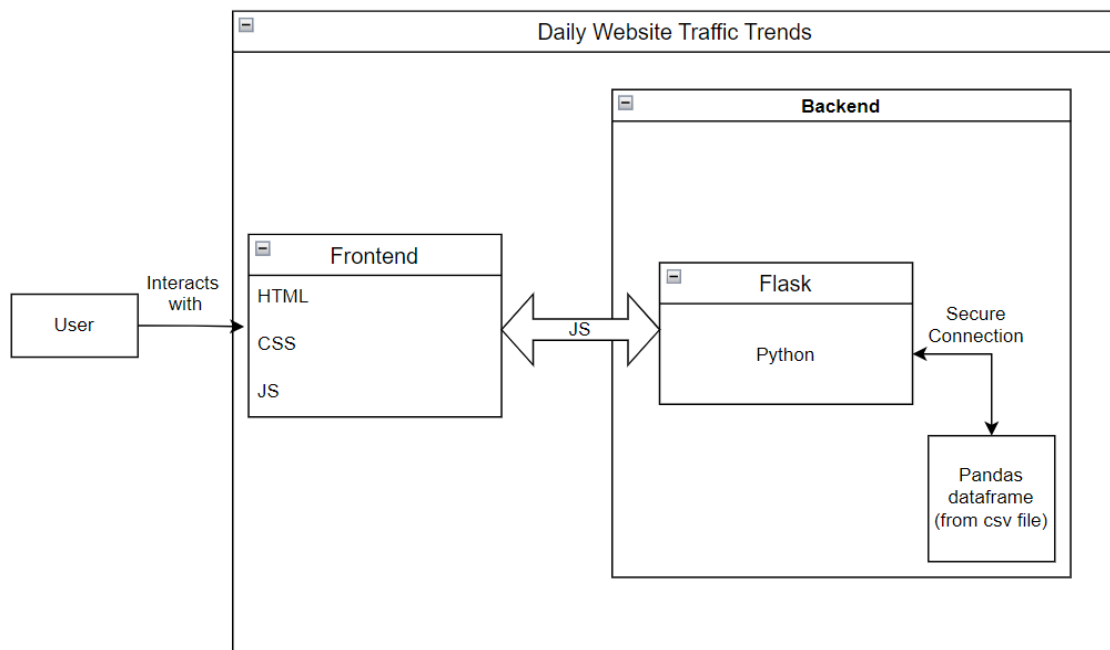 Daily Website Traffic Trends
Backend
Frontend
HTML
CSS
JS
Interacts
with
User
JS
Flask
Python
Secure
Connection
Pandas
dataframe
(from csv file)